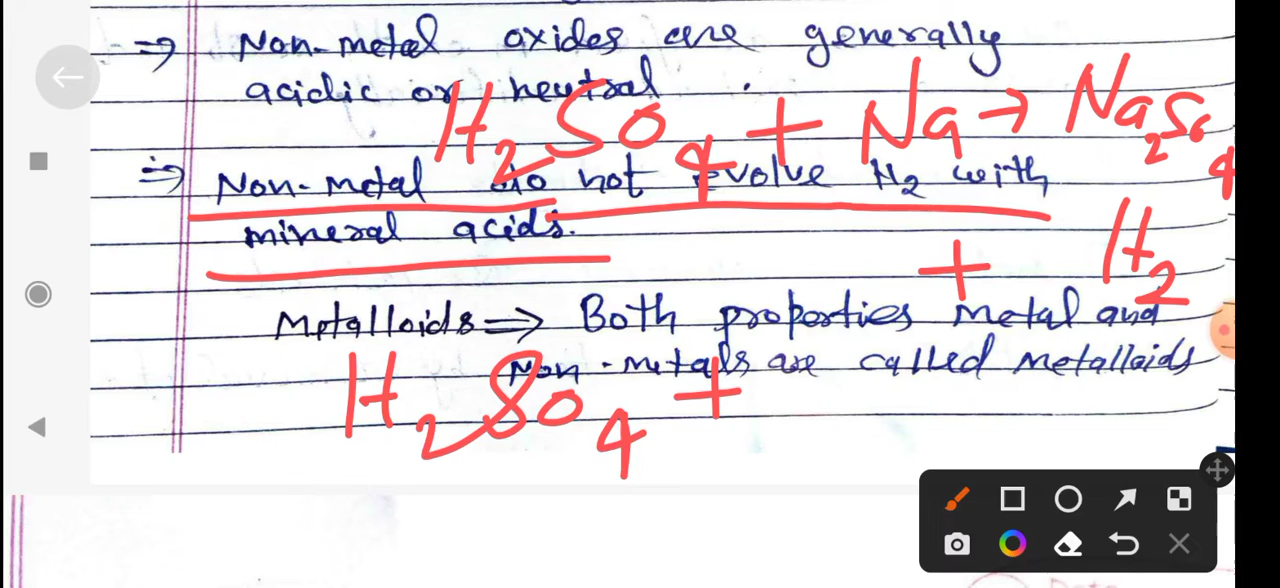 ⇒ Non-metal oxides are generally
acidic or neutral.
H₂SO₄ + Na → Na₂SO₄
+ H₂
⇒ Non-metal do not evolve H₂ with
mineral acids.
Metalloids ⇒ Both properties metal and
Non-metals are called metalloids
H₂SO₄ +